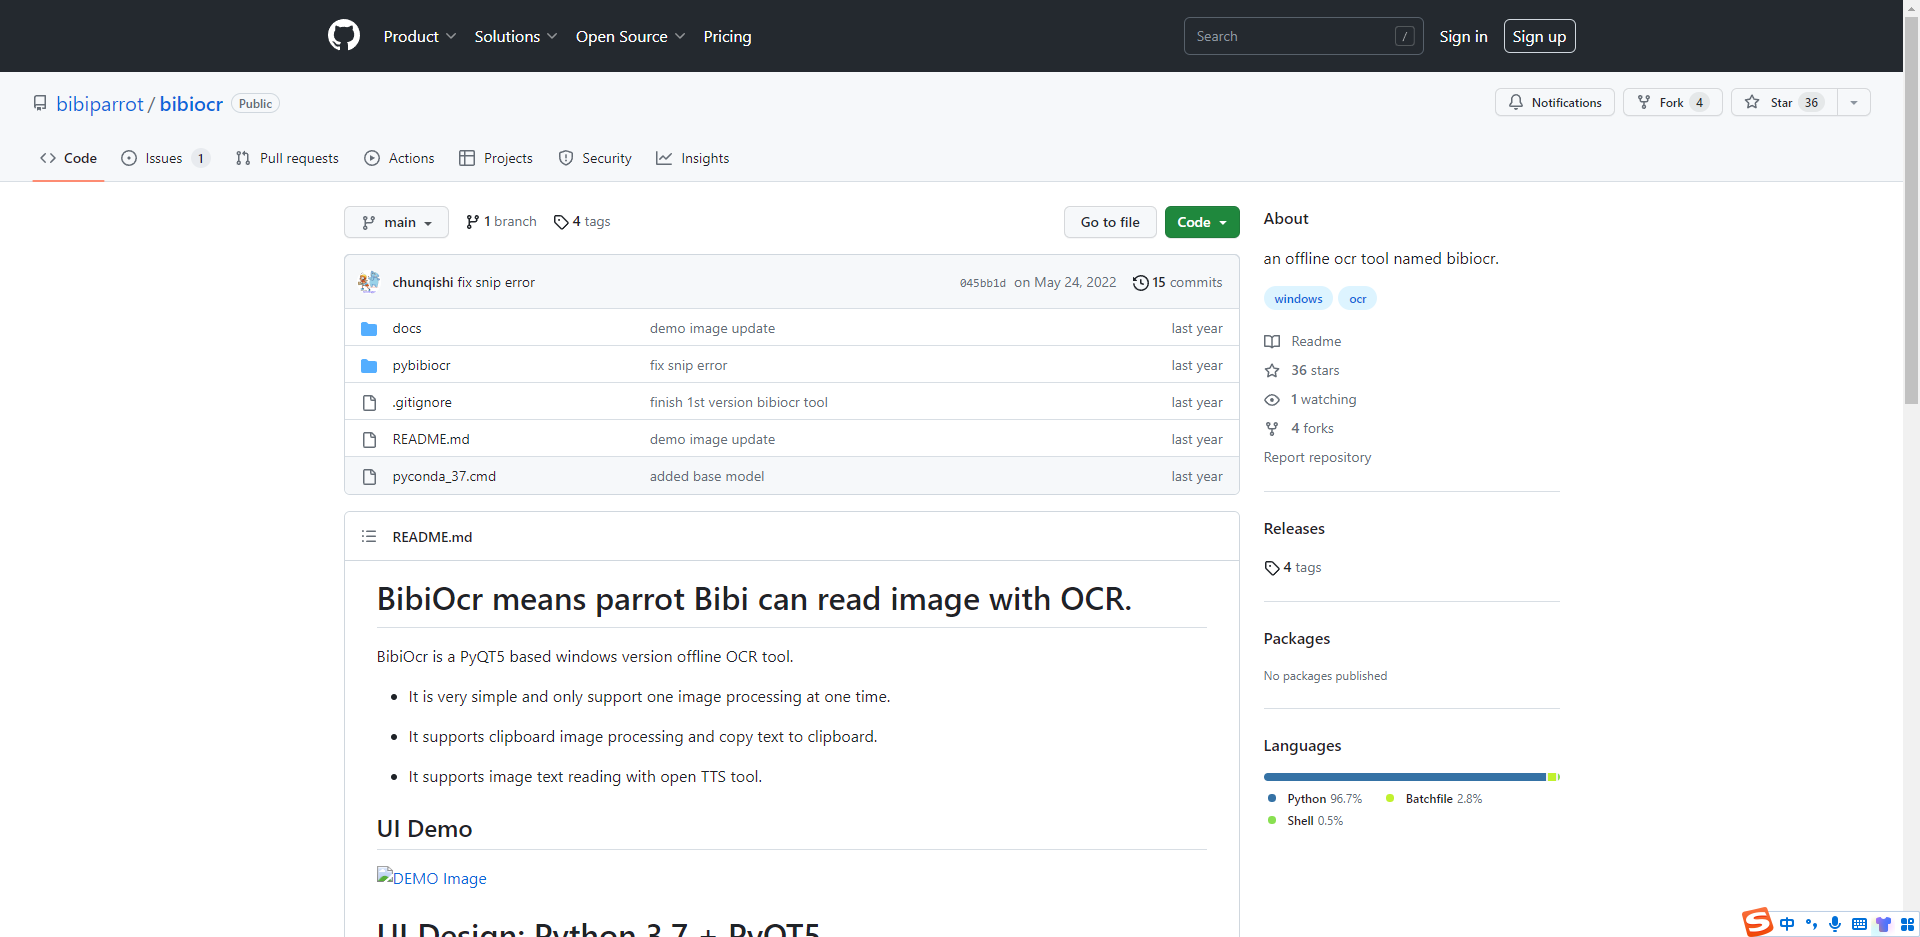 Product Solutions Open Source Pricing Search / Sign in Sign up
bibiparrot / bibiocr Public Notifications Fork 4 Star 36
Code Issues 1 Pull requests Actions Projects Security Insights
main 1 branch 4 tags Go to file Code
chunqishi fix snip error 045bb1d on May 24, 2022 15 commits
docs demo image update last year
pybibiocr fix snip error last year
.gitignore finish 1st version bibiocr tool last year
README.md demo image update last year
pyconda_37.cmd added base model last year
README.md
BibiOcr means parrot Bibi can read image with OCR.
BibiOcr is a PyQT5 based windows version offline OCR tool.
It is very simple and only support one image processing at one time.
It supports clipboard image processing and copy text to clipboard.
It supports image text reading with open TTS tool.
UI Demo
DEMO Image
UI Design: Python 3.7 + PyQT5
About
an offline ocr tool named bibiocr.
windows ocr
Readme
36 stars
1 watching
4 forks
Report repository
Releases
4 tags
Packages
No packages published
Languages
Python 96.7% Batchfile 2.8%
Shell 0.5%
S 中